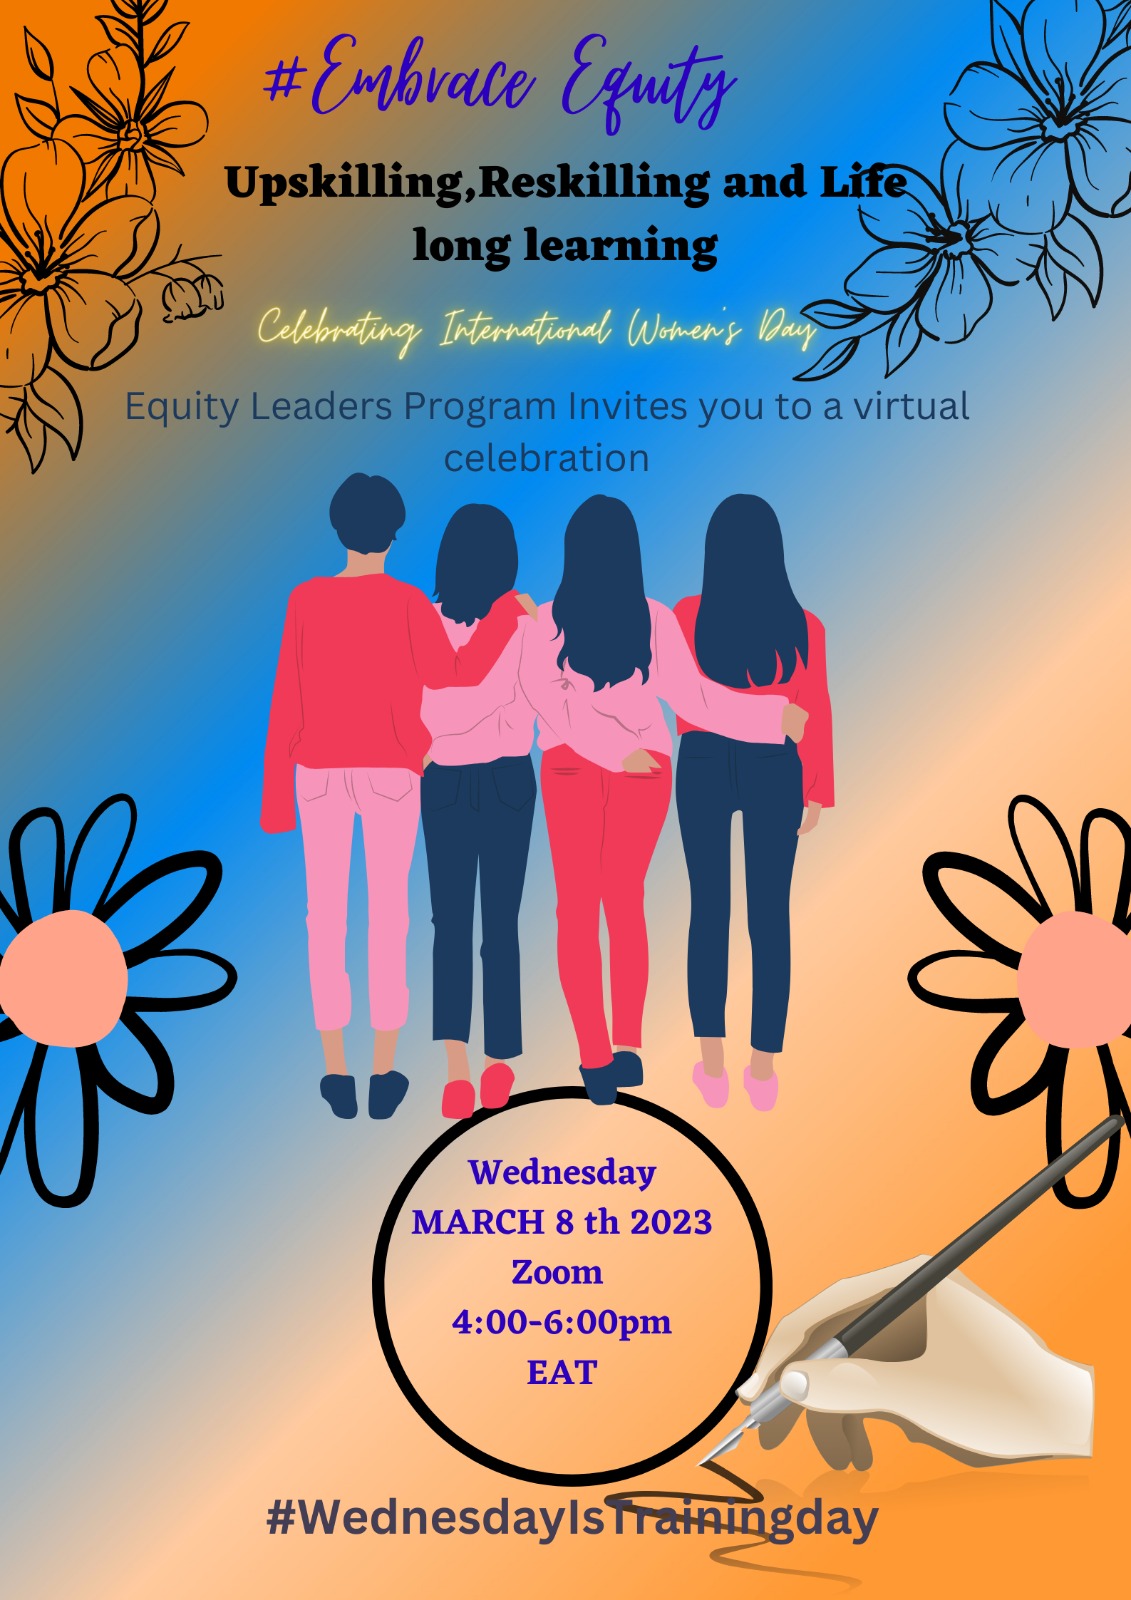 #Embrace Equity
Upskilling,Reskilling and Life
long learning
Celebrating International Women's Day
Equity Leaders Program Invites you to a virtual
celebration
Wednesday
MARCH 8 th 2023
Zoom
4:00-6:00pm
EAT
#WednesdayIsTrainingday